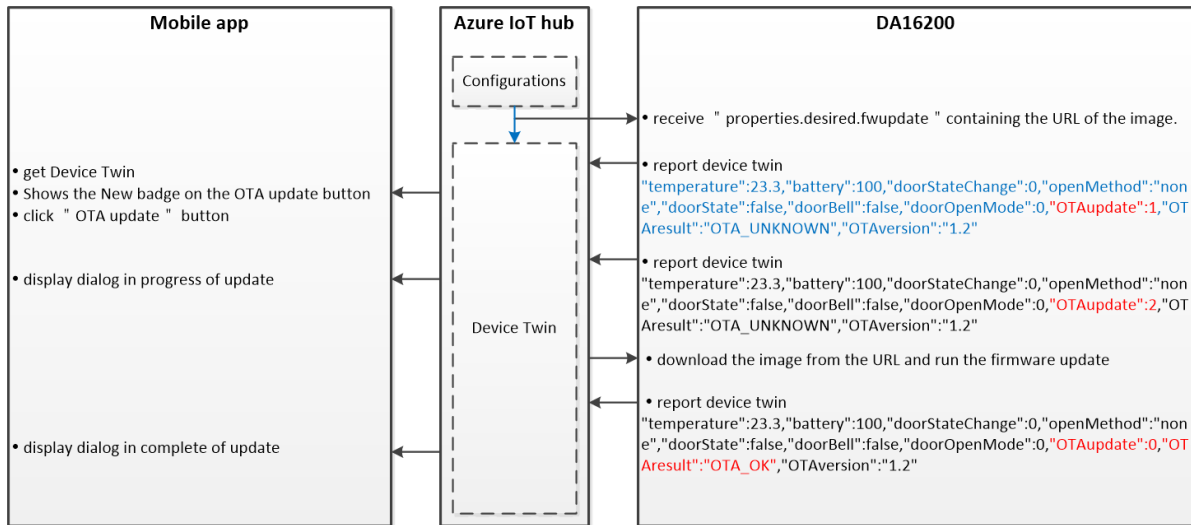 Mobile app
• get Device Twin
• Shows the New badge on the OTA update button
• click " OTA update " button
• display dialog in progress of update
• display dialog in complete of update
Azure IoT hub
Configurations
Device Twin
DA16200
• receive " properties.desired.fwupdate " containing the URL of the image.
• report device twin
"temperature":23.3,"battery":100,"doorStateChange":0,"openMethod":"non
e","doorState":false,"doorBell":false,"doorOpenMode":0,"OTAupdate":1,"OT
Aresult":"OTA_UNKNOWN","OTAversion":"1.2"
• report device twin
"temperature":23.3,"battery":100,"doorStateChange":0,"openMethod":"non
e","doorState":false,"doorBell":false,"doorOpenMode":0,"OTAupdate":2,"OT
Aresult":"OTA_UNKNOWN","OTAversion":"1.2"
• download the image from the URL and run the firmware update
• report device twin
"temperature":23.3,"battery":100,"doorStateChange":0,"openMethod":"non
e","doorState":false,"doorBell":false,"doorOpenMode":0,"OTAupdate":0,"OT
Aresult":"OTA_OK","OTAversion":"1.2"